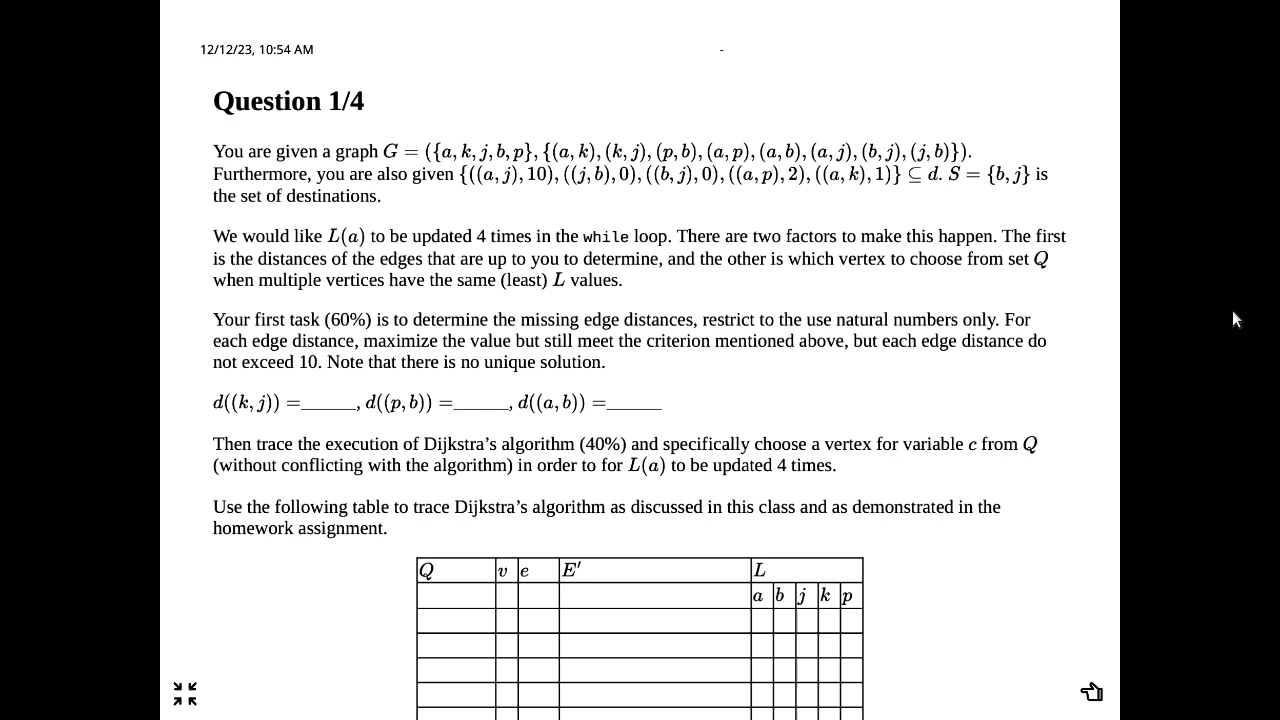 12/12/23, 10:54 AM
-
Question 1/4
You are given a graph G = ({a, k, j, b, p}, {(a, k), (k, j), (p, b), (a, p), (a, b), (a, j), (b, j), (j, b)}).
Furthermore, you are also given {((a, j), 10), ((j, b), 0), ((b, j), 0), ((a, p), 2), ((a, k), 1)} ⊆ d. S = {b, j} is
the set of destinations.
We would like L(a) to be updated 4 times in the while loop. There are two factors to make this happen. The first
is the distances of the edges that are up to you to determine, and the other is which vertex to choose from set Q
when multiple vertices have the same (least) L values.
Your first task (60%) is to determine the missing edge distances, restrict to the use natural numbers only. For
each edge distance, maximize the value but still meet the criterion mentioned above, but each edge distance do
not exceed 10. Note that there is no unique solution.
d((k, j)) =______, d((p, b)) =______, d((a, b)) =______
Then trace the execution of Dijkstra's algorithm (40%) and specifically choose a vertex for variable c from Q
(without conflicting with the algorithm) in order to for L(a) to be updated 4 times.
Use the following table to trace Dijkstra's algorithm as discussed in this class and as demonstrated in the
homework assignment.
Q v e E′ L
a b j k p